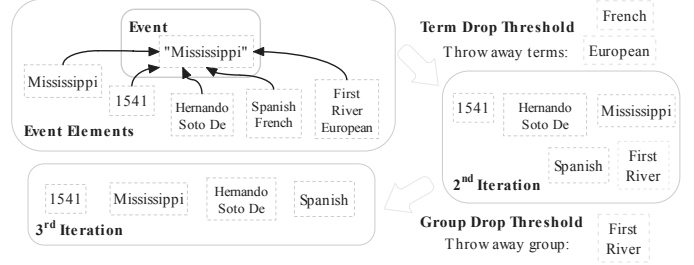 Event
"Mississippi"
Mississippi
1541
Hernando
Soto De
Spanish
French
First
River
European
Event Elements
Term Drop Threshold
Throw away terms:
French
European
1541
Hernando
Soto De
Mississippi
Spanish
First
River
2nd Iteration
1541
Mississippi
Hernando
Soto De
Spanish
3rd Iteration
Group Drop Threshold
Throw away group:
First
River